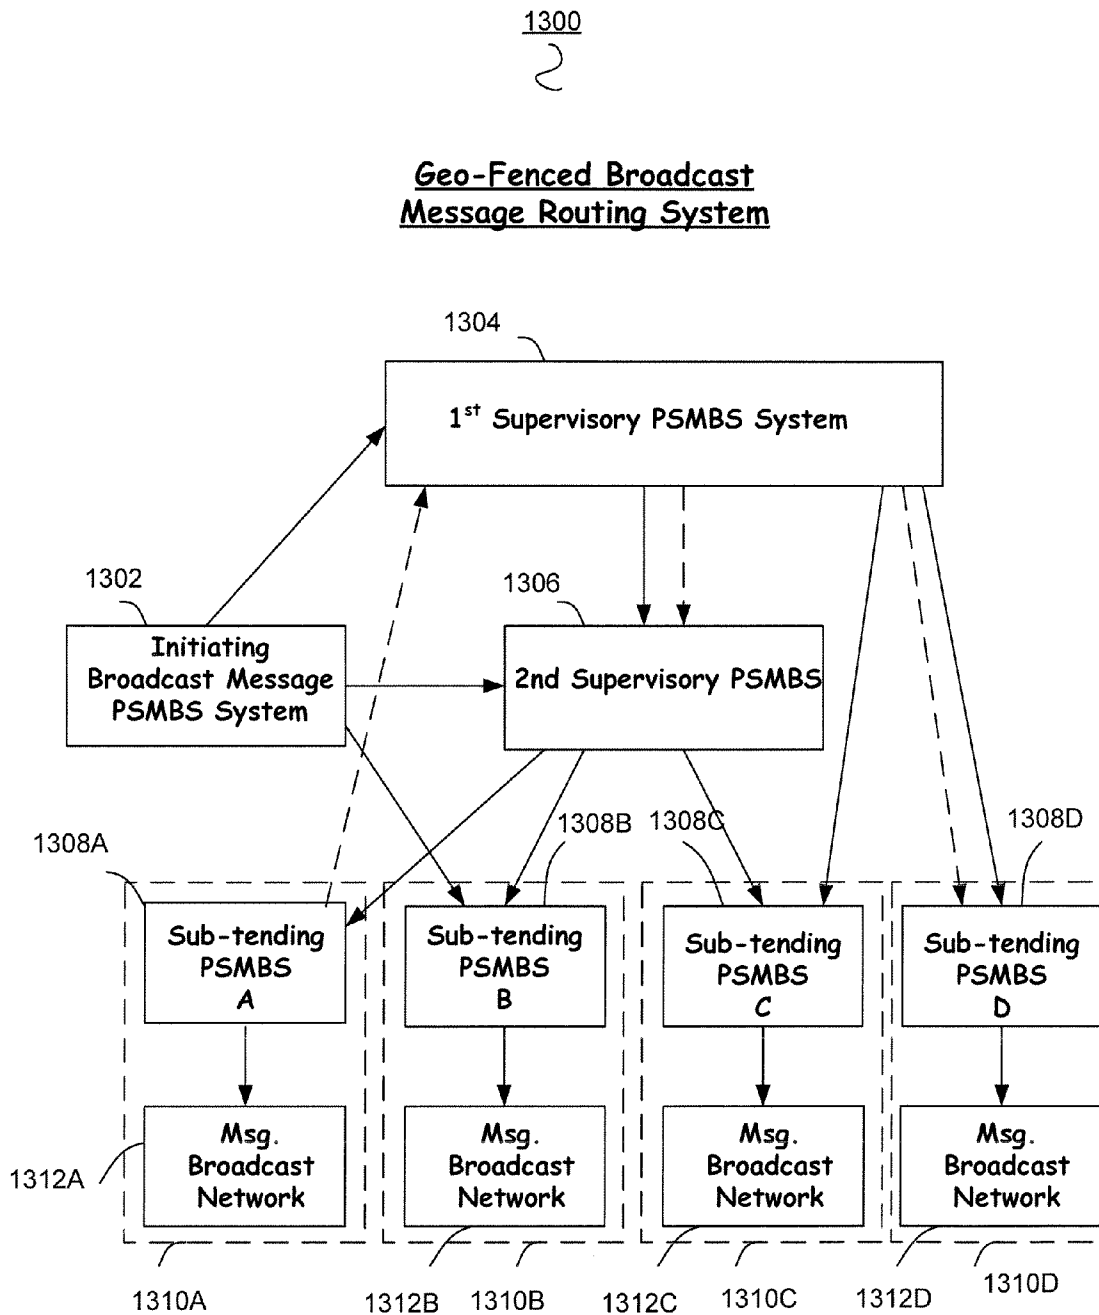 1300
Geo-Fenced Broadcast
Message Routing System
1304
1st Supervisory PSMBS System
1302
Initiating
Broadcast Message
PSMBS System
1306
2nd Supervisory PSMBS
1308A
1308B
1308C
1308D
Sub-tending
PSMBS
A
Sub-tending
PSMBS
B
Sub-tending
PSMBS
C
Sub-tending
PSMBS
D
1312A
Msg.
Broadcast
Network
Msg.
Broadcast
Network
Msg.
Broadcast
Network
Msg.
Broadcast
Network
1310A
1312B
1310B
1312C
1310C
1312D
1310D